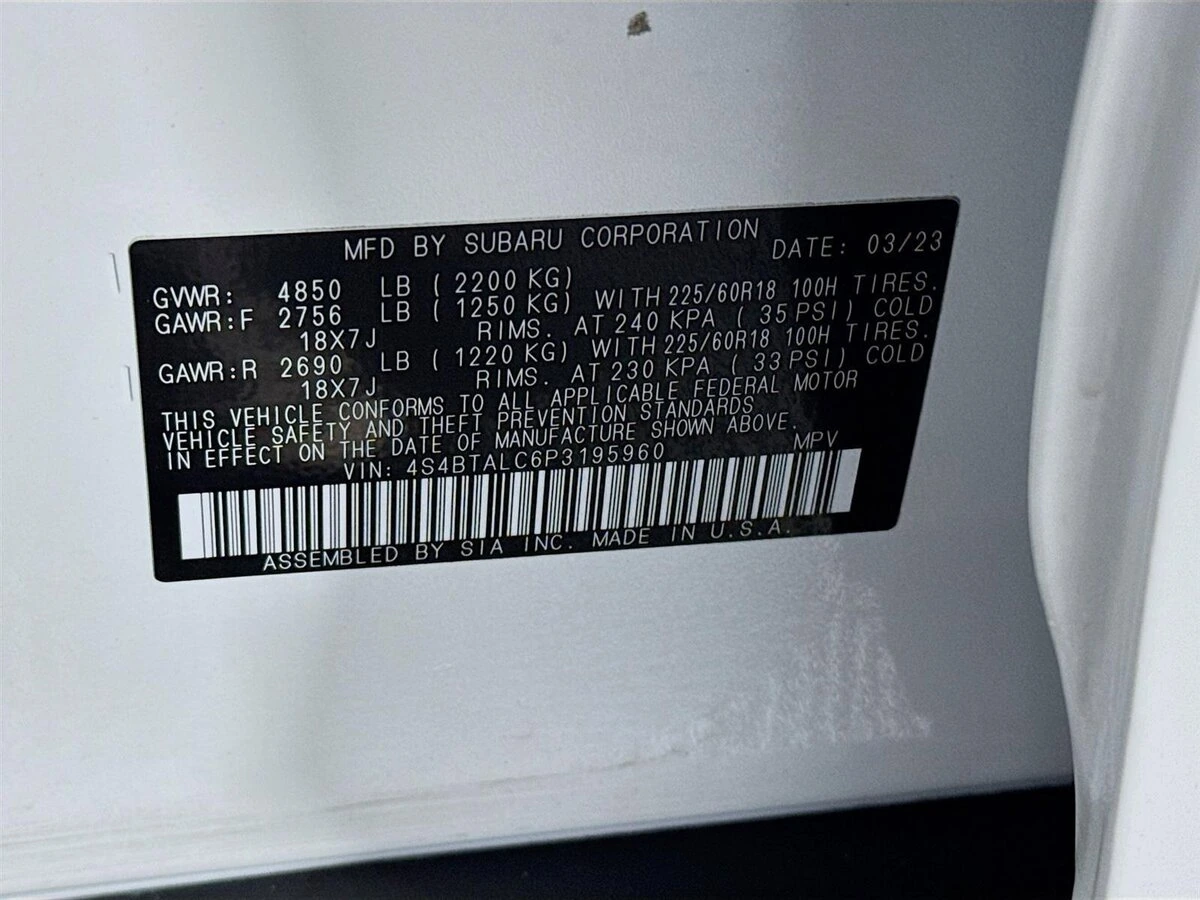 MFD BY SUBARU CORPORATION DATE: 03/23
GVWR: 4850 LB ( 2200 KG)
GAWR:F 2756 LB ( 1250 KG) WITH 225/60R18 100H TIRES.
18X7J RIMS. AT 240 KPA ( 35 PSI) COLD
GAWR:R 2690 LB ( 1220 KG) WITH 225/60R18 100H TIRES.
18X7J RIMS. AT 230 KPA ( 33 PSI) COLD
THIS VEHICLE CONFORMS TO ALL APPLICABLE FEDERAL MOTOR
VEHICLE SAFETY AND THEFT PREVENTION STANDARDS
IN EFFECT ON THE DATE OF MANUFACTURE SHOWN ABOVE.
VIN: 4S4BTALC6P3195960 MPV
ASSEMBLED BY SIA INC. MADE IN U.S.A.